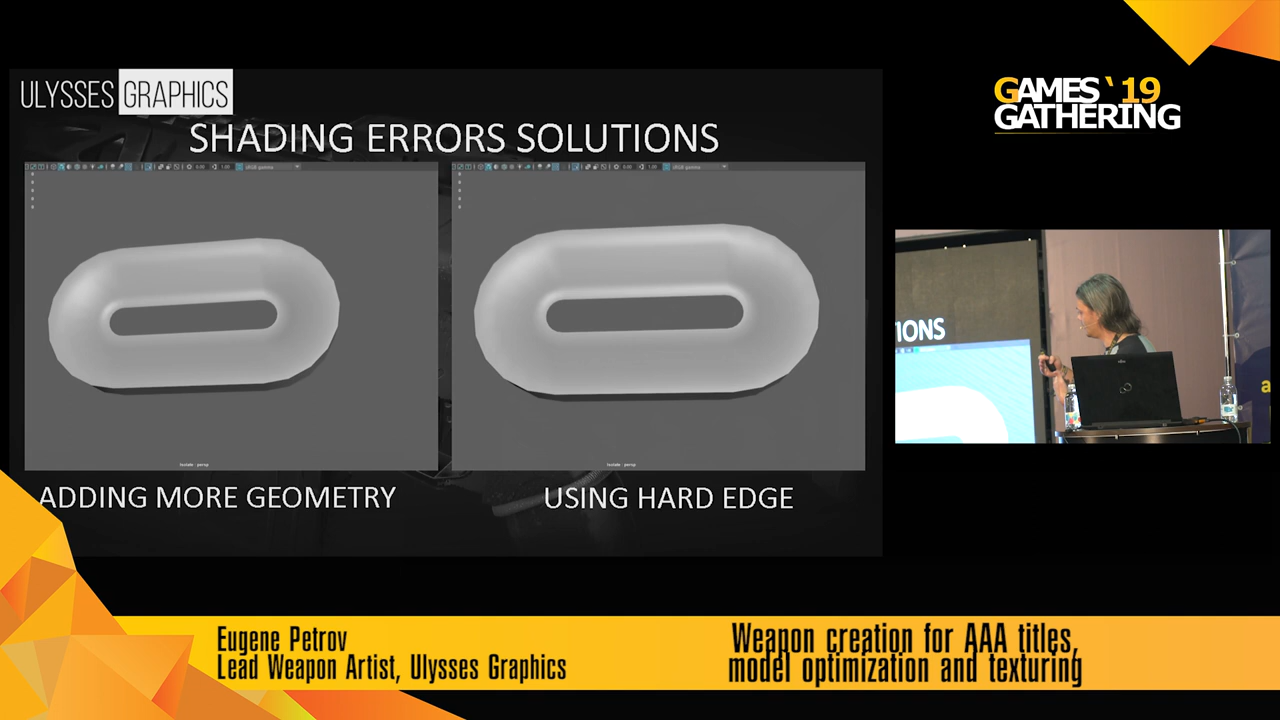 ULYSSES GRAPHICS
SHADING ERRORS SOLUTIONS
ADDING MORE GEOMETRY
USING HARD EDGE
GAMES`19
GATHERING
IONS
Eugene Petrov
Lead Weapon Artist, Ulysses Graphics
Weapon creation for AAA titles,
model optimization and texturing